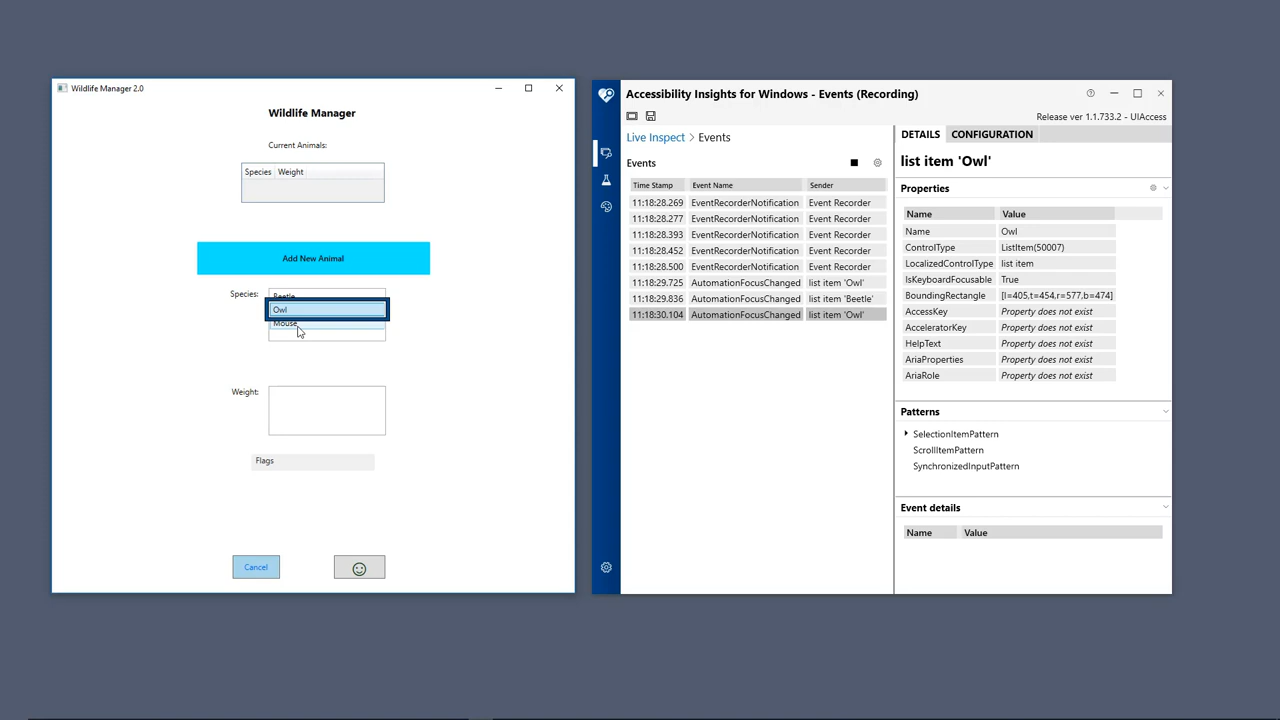 Wildlife Manager 2.0
Wildlife Manager
Current Animals:
Species Weight
Add New Animal
Species:
Beetle
Owl
Mouse
Weight:
Flags
Cancel
Accessibility Insights for Windows - Events (Recording)
Release ver 1.1.733.2 - UIAccess
Live Inspect > Events
Events
Time Stamp Event Name Sender
11:18:28.269 EventRecorderNotification Event Recorder
11:18:28.277 EventRecorderNotification Event Recorder
11:18:28.393 EventRecorderNotification Event Recorder
11:18:28.452 EventRecorderNotification Event Recorder
11:18:28.500 EventRecorderNotification Event Recorder
11:18:29.725 AutomationFocusChanged list item 'Owl'
11:18:29.836 AutomationFocusChanged list item 'Beetle'
11:18:30.104 AutomationFocusChanged list item 'Owl'
DETAILS CONFIGURATION
list item 'Owl'
Properties
Name Value
Name Owl
ControlType ListItem(50007)
LocalizedControlType list item
IsKeyboardFocusable True
BoundingRectangle [l=405,t=454,r=577,b=474]
AccessKey Property does not exist
AcceleratorKey Property does not exist
HelpText Property does not exist
AriaProperties Property does not exist
AriaRole Property does not exist
Patterns
SelectionItemPattern
ScrollItemPattern
SynchronizedInputPattern
Event details
Name Value